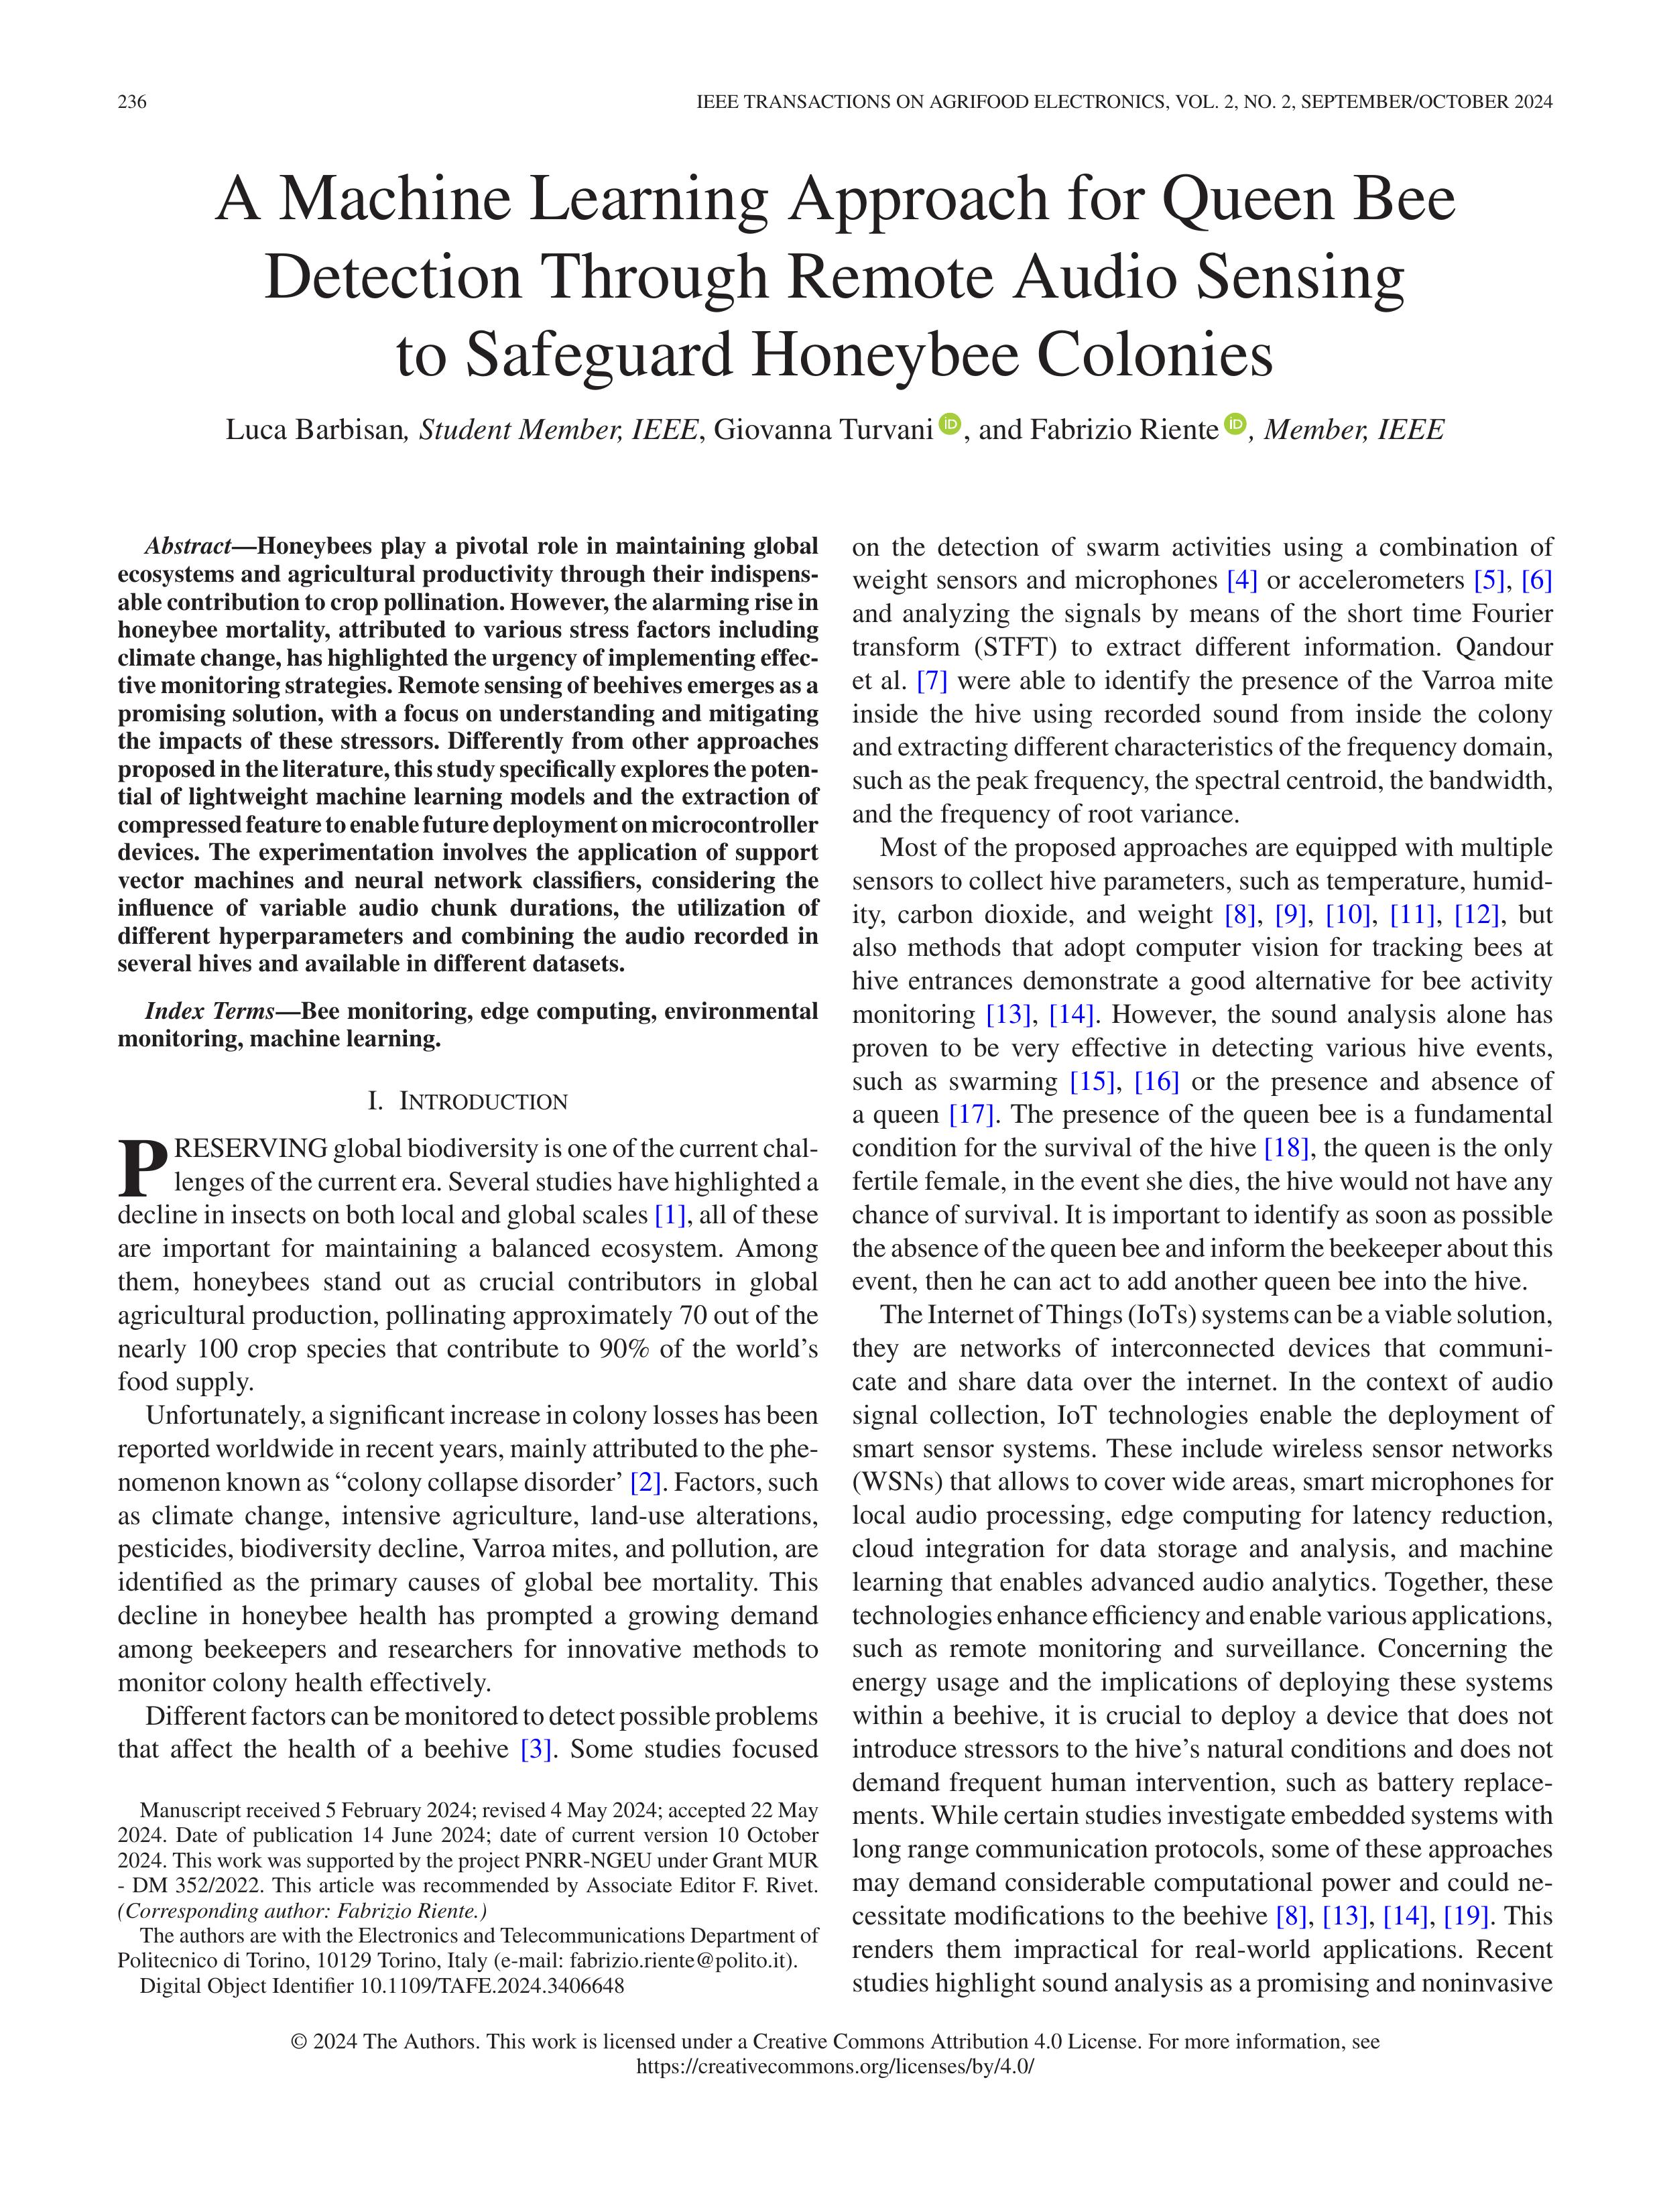 236
IEEE TRANSACTIONS ON AGRIFOOD ELECTRONICS, VOL. 2, NO. 2, SEPTEMBER/OCTOBER 2024
A Machine Learning Approach for Queen Bee
Detection Through Remote Audio Sensing
to Safeguard Honeybee Colonies
Luca Barbisan, Student Member, IEEE, Giovanna Turvani iD, and Fabrizio Riente iD, Member, IEEE
Abstract—Honeybees play a pivotal role in maintaining global
ecosystems and agricultural productivity through their indispens-
able contribution to crop pollination. However, the alarming rise in
honeybee mortality, attributed to various stress factors including
climate change, has highlighted the urgency of implementing effec-
tive monitoring strategies. Remote sensing of beehives emerges as a
promising solution, with a focus on understanding and mitigating
the impacts of these stressors. Differently from other approaches
proposed in the literature, this study specifically explores the poten-
tial of lightweight machine learning models and the extraction of
compressed feature to enable future deployment on microcontroller
devices. The experimentation involves the application of support
vector machines and neural network classifiers, considering the
influence of variable audio chunk durations, the utilization of
different hyperparameters and combining the audio recorded in
several hives and available in different datasets.
Index Terms—Bee monitoring, edge computing, environmental
monitoring, machine learning.
I. INTRODUCTION
PRESERVING global biodiversity is one of the current chal-
lenges of the current era. Several studies have highlighted a
decline in insects on both local and global scales [1], all of these
are important for maintaining a balanced ecosystem. Among
them, honeybees stand out as crucial contributors in global
agricultural production, pollinating approximately 70 out of the
nearly 100 crop species that contribute to 90% of the world's
food supply.
Unfortunately, a significant increase in colony losses has been
reported worldwide in recent years, mainly attributed to the phe-
nomenon known as “colony collapse disorder’ [2]. Factors, such
as climate change, intensive agriculture, land-use alterations,
pesticides, biodiversity decline, Varroa mites, and pollution, are
identified as the primary causes of global bee mortality. This
decline in honeybee health has prompted a growing demand
among beekeepers and researchers for innovative methods to
monitor colony health effectively.
Different factors can be monitored to detect possible problems
that affect the health of a beehive [3]. Some studies focused
Manuscript received 5 February 2024; revised 4 May 2024; accepted 22 May
2024. Date of publication 14 June 2024; date of current version 10 October
2024. This work was supported by the project PNRR-NGEU under Grant MUR
- DM 352/2022. This article was recommended by Associate Editor F. Rivet.
(Corresponding author: Fabrizio Riente.)
The authors are with the Electronics and Telecommunications Department of
Politecnico di Torino, 10129 Torino, Italy (e-mail: fabrizio.riente@polito.it).
Digital Object Identifier 10.1109/TAFE.2024.3406648
on the detection of swarm activities using a combination of
weight sensors and microphones [4] or accelerometers [5], [6]
and analyzing the signals by means of the short time Fourier
transform (STFT) to extract different information. Qandour
et al. [7] were able to identify the presence of the Varroa mite
inside the hive using recorded sound from inside the colony
and extracting different characteristics of the frequency domain,
such as the peak frequency, the spectral centroid, the bandwidth,
and the frequency of root variance.
Most of the proposed approaches are equipped with multiple
sensors to collect hive parameters, such as temperature, humid-
ity, carbon dioxide, and weight [8], [9], [10], [11], [12], but
also methods that adopt computer vision for tracking bees at
hive entrances demonstrate a good alternative for bee activity
monitoring [13], [14]. However, the sound analysis alone has
proven to be very effective in detecting various hive events,
such as swarming [15], [16] or the presence and absence of
a queen [17]. The presence of the queen bee is a fundamental
condition for the survival of the hive [18], the queen is the only
fertile female, in the event she dies, the hive would not have any
chance of survival. It is important to identify as soon as possible
the absence of the queen bee and inform the beekeeper about this
event, then he can act to add another queen bee into the hive.
The Internet of Things (IoTs) systems can be a viable solution,
they are networks of interconnected devices that communi-
cate and share data over the internet. In the context of audio
signal collection, IoT technologies enable the deployment of
smart sensor systems. These include wireless sensor networks
(WSNs) that allows to cover wide areas, smart microphones for
local audio processing, edge computing for latency reduction,
cloud integration for data storage and analysis, and machine
learning that enables advanced audio analytics. Together, these
technologies enhance efficiency and enable various applications,
such as remote monitoring and surveillance. Concerning the
energy usage and the implications of deploying these systems
within a beehive, it is crucial to deploy a device that does not
introduce stressors to the hive's natural conditions and does not
demand frequent human intervention, such as battery replace-
ments. While certain studies investigate embedded systems with
long range communication protocols, some of these approaches
may demand considerable computational power and could ne-
cessitate modifications to the beehive [8], [13], [14], [19]. This
renders them impractical for real-world applications. Recent
studies highlight sound analysis as a promising and noninvasive
© 2024 The Authors. This work is licensed under a Creative Commons Attribution 4.0 License. For more information, see
https://creativecommons.org/licenses/by/4.0/